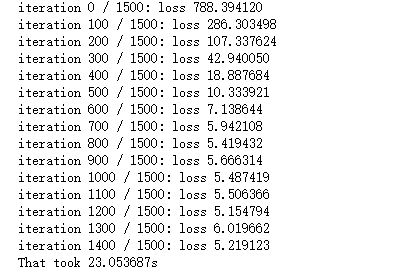 iteration 0 / 1500: loss 788.394120
iteration 100 / 1500: loss 286.303498
iteration 200 / 1500: loss 107.337624
iteration 300 / 1500: loss 42.940050
iteration 400 / 1500: loss 18.887684
iteration 500 / 1500: loss 10.333921
iteration 600 / 1500: loss 7.138644
iteration 700 / 1500: loss 5.942108
iteration 800 / 1500: loss 5.419432
iteration 900 / 1500: loss 5.666314
iteration 1000 / 1500: loss 5.487419
iteration 1100 / 1500: loss 5.506366
iteration 1200 / 1500: loss 5.154794
iteration 1300 / 1500: loss 6.019662
iteration 1400 / 1500: loss 5.219123
That took 23.053687s